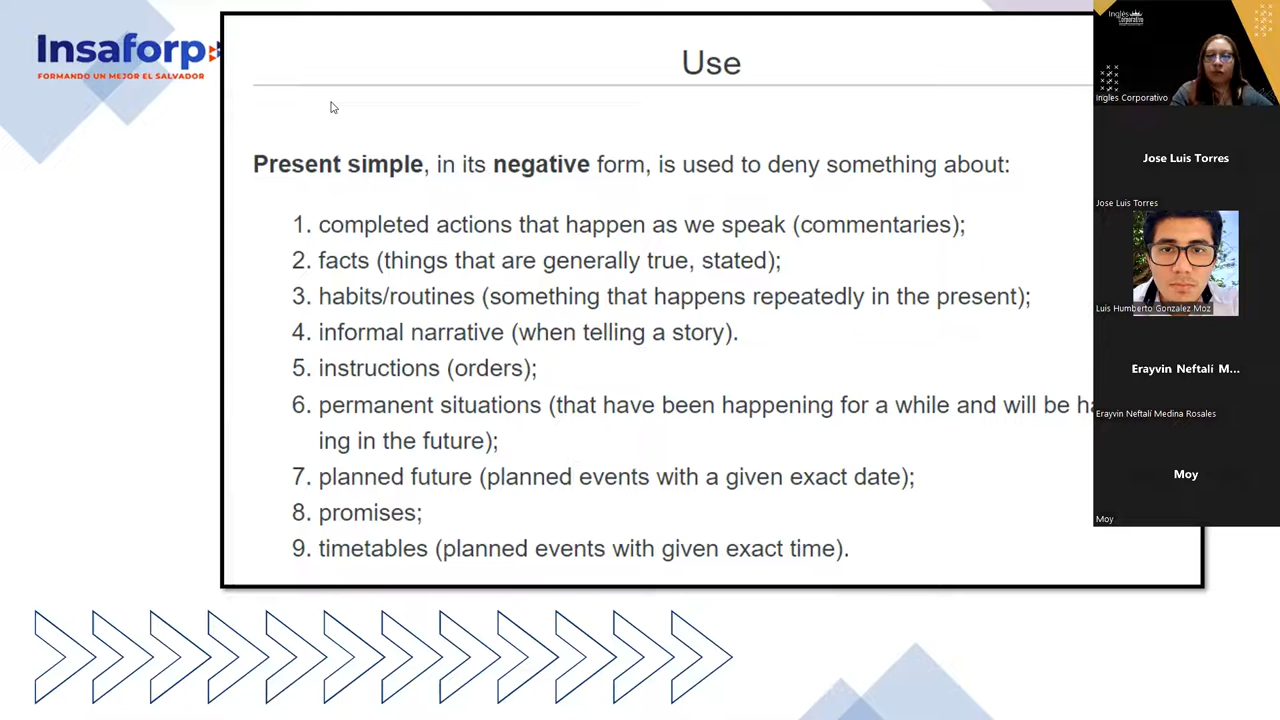 Insaforp
FORMANDO UN MEJOR EL SALVADOR
Use
Present simple, in its negative form, is used to deny something about:
1. completed actions that happen as we speak (commentaries);
2. facts (things that are generally true, stated);
3. habits/routines (something that happens repeatedly in the present);
4. informal narrative (when telling a story).
5. instructions (orders);
6. permanent situations (that have been happening for a while and will be ha
ing in the future);
7. planned future (planned events with a given exact date);
8. promises;
9. timetables (planned events with given exact time).
Inglés
Corporativo
Ingles Corporativo
Jose Luis Torres
Jose Luis Torres
Luis Humberto Gonzalez Moz
Erayvin Neftalí M...
Erayvin Neftalí Medina Rosales
Moy
Moy